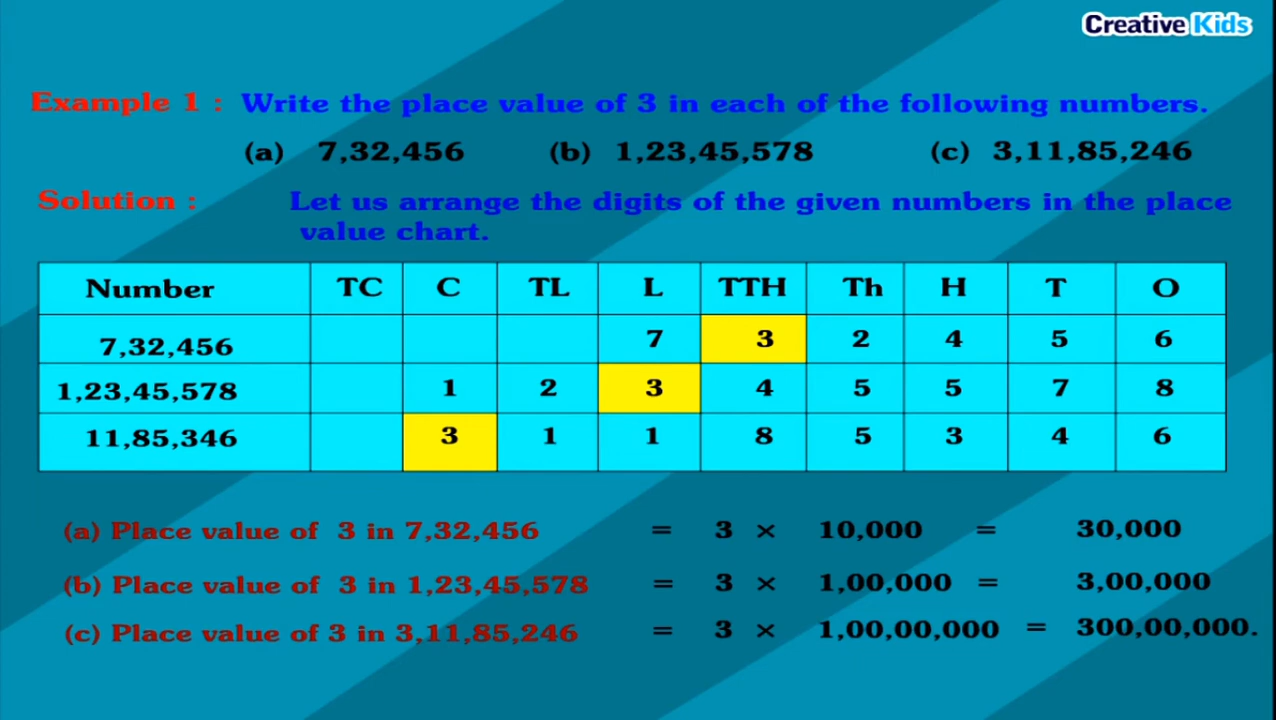 Creative Kids
Example 1 : Write the place value of 3 in each of the following numbers.
(a) 7,32,456 (b) 1,23,45,578 (c) 3,11,85,246
Solution : Let us arrange the digits of the given numbers in the place
value chart.
Number TC C TL L TTH Th H T O
7,32,456 7 3 2 4 5 6
1,23,45,578 1 2 3 4 5 5 7 8
11,85,346 3 1 1 8 5 3 4 6
(a) Place value of 3 in 7,32,456 = 3 × 10,000 = 30,000
(b) Place value of 3 in 1,23,45,578 = 3 × 1,00,000 = 3,00,000
(c) Place value of 3 in 3,11,85,246 = 3 × 1,00,00,000 = 300,00,000.